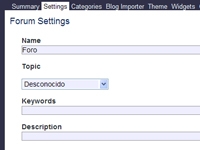 Summary Settings Categories Blog Importer Theme Widgets
Forum Settings
Name
Foro
Topic
Desconocido
Keywords
Description